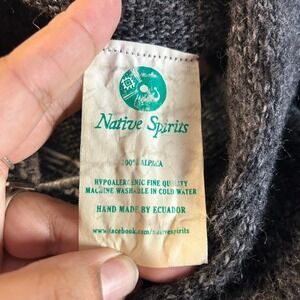 Native Spirits
100% ALPACA
HYPOALERGENIC FINE QUALITY
MACHINE WASHABLE IN COLD WATER
HAND MADE BY ECUADOR
www.facebook.com/nativespirits